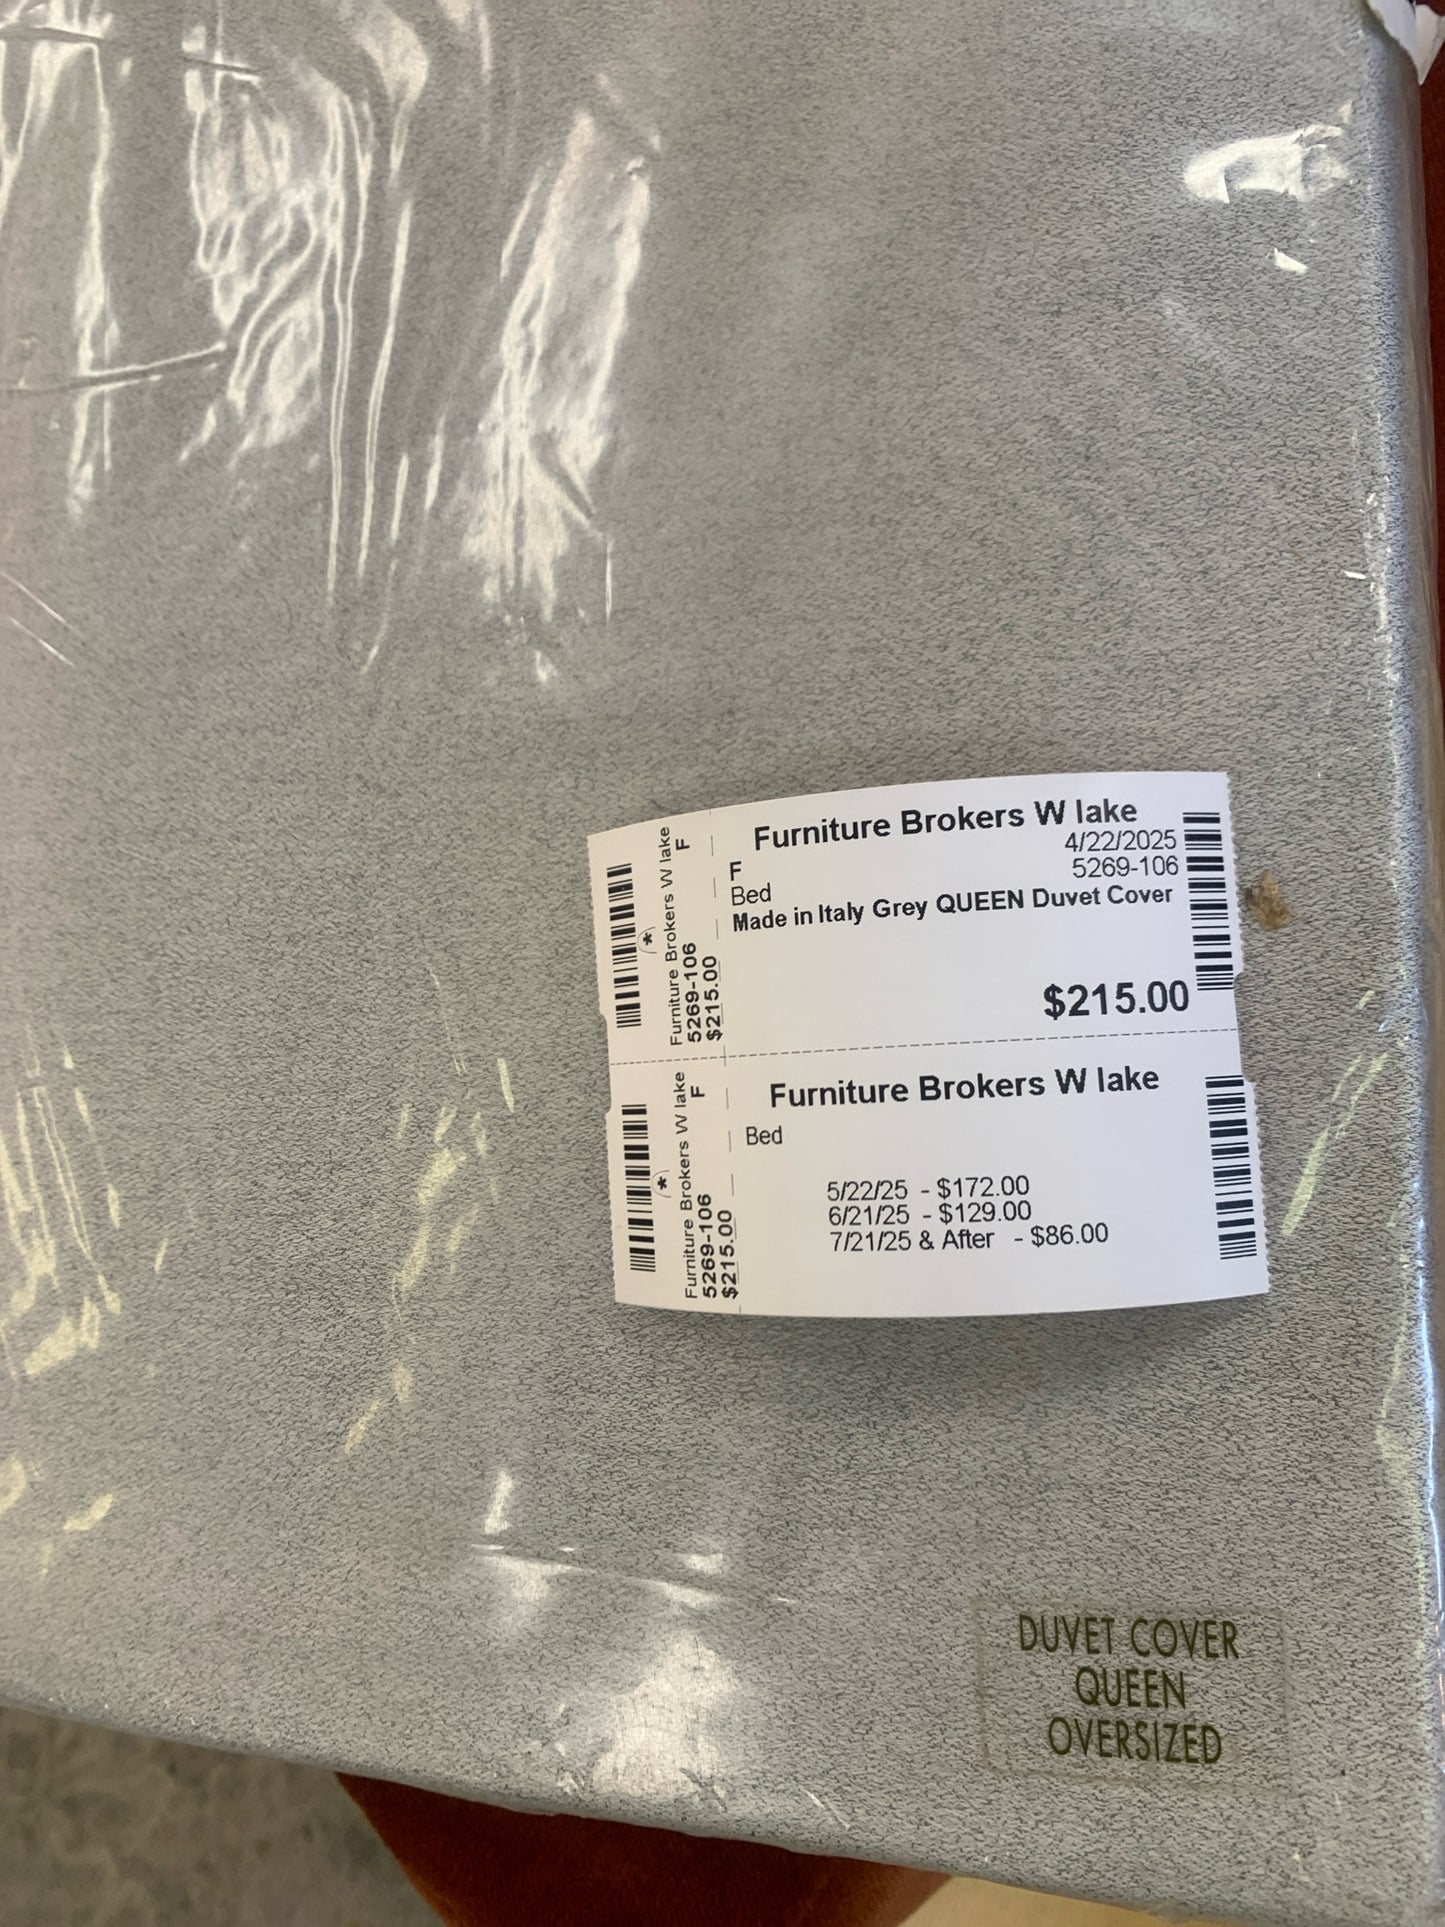 Furniture Brokers W lake
4/22/2025
F
5269-106
Bed
Made in Italy Grey QUEEN Duvet Cover
$215.00
Furniture Brokers W lake
F
(*)
5269-106
$215.00
Furniture Brokers W lake
Bed
5/22/25 - $172.00
6/21/25 - $129.00
7/21/25 & After - $86.00
Furniture Brokers W lake
F
(*)
5269-106
$215.00
DUVET COVER
QUEEN
OVERSIZED